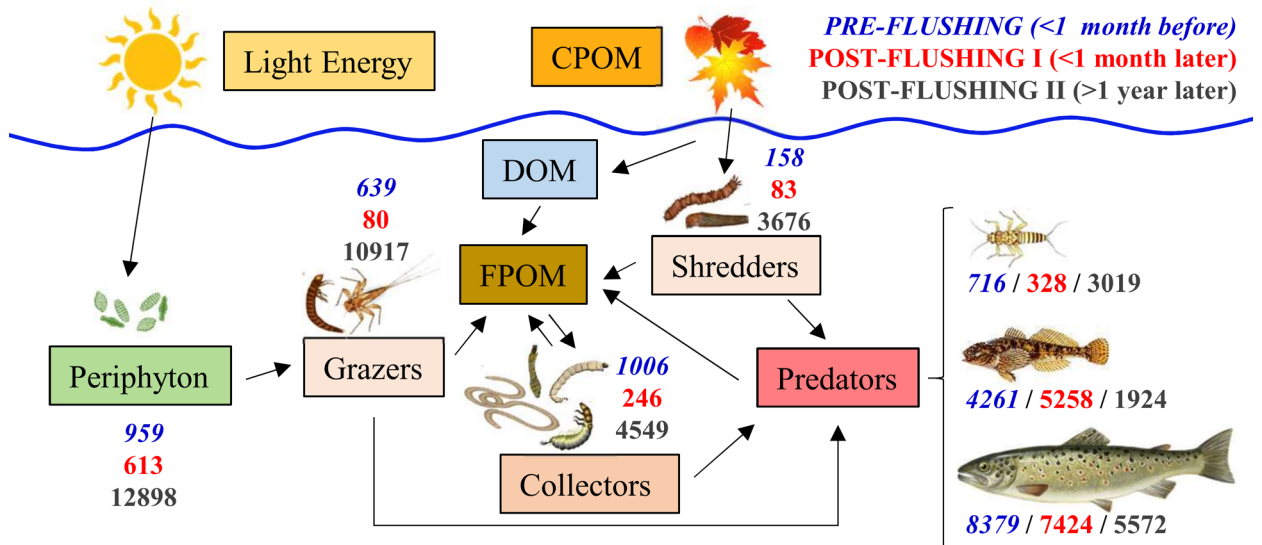 PRE-FLUSHING (<1 month before)
POST-FLUSHING I (<1 month later)
POST-FLUSHING II (>1 year later)
Light Energy
CPOM
DOM
158
83
3676
639
80
10917
FPOM
Shredders
716 / 328 / 3019
Periphyton
959
613
12898
Grazers
1006
246
4549
Collectors
Predators
4261 / 5258 / 1924
8379 / 7424 / 5572